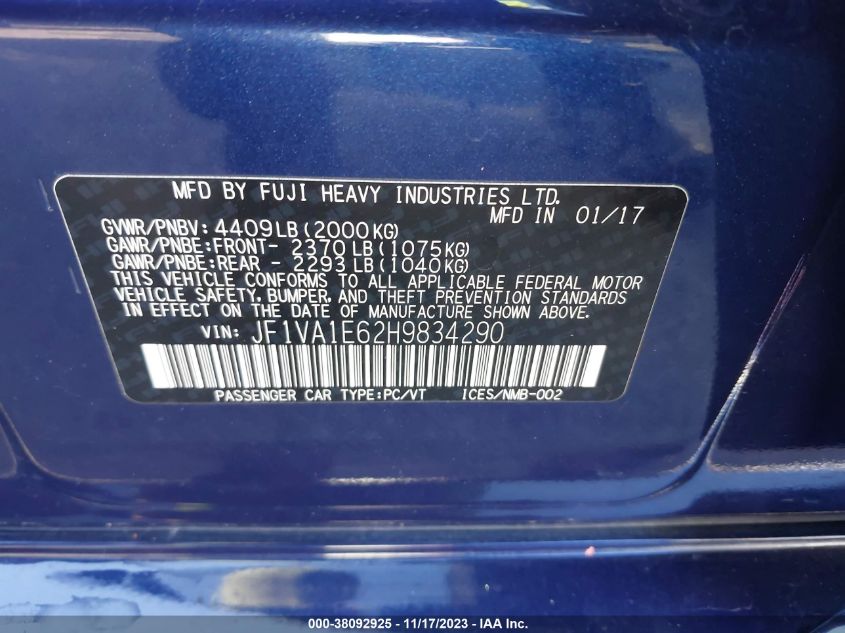 MFD BY FUJI HEAVY INDUSTRIES LTD.
MFD IN 01/17
GVWR/PNBV: 4409LB(2000KG)
GAWR/PNBE:FRONT- 2370LB(1075KG)
GAWR/PNBE:REAR - 2293LB(1040KG)
THIS VEHICLE CONFORMS TO ALL APPLICABLE FEDERAL MOTOR
VEHICLE SAFETY, BUMPER, AND THEFT PREVENTION STANDARDS
IN EFFECT ON THE DATE OF MANUFACTURE SHOWN ABOVE.
VIN: JF1VA1E62H9834290
PASSENGER CAR TYPE:PC/VT ICES/NMB-002
000-38092925 - 11/17/2023 - IAA Inc.